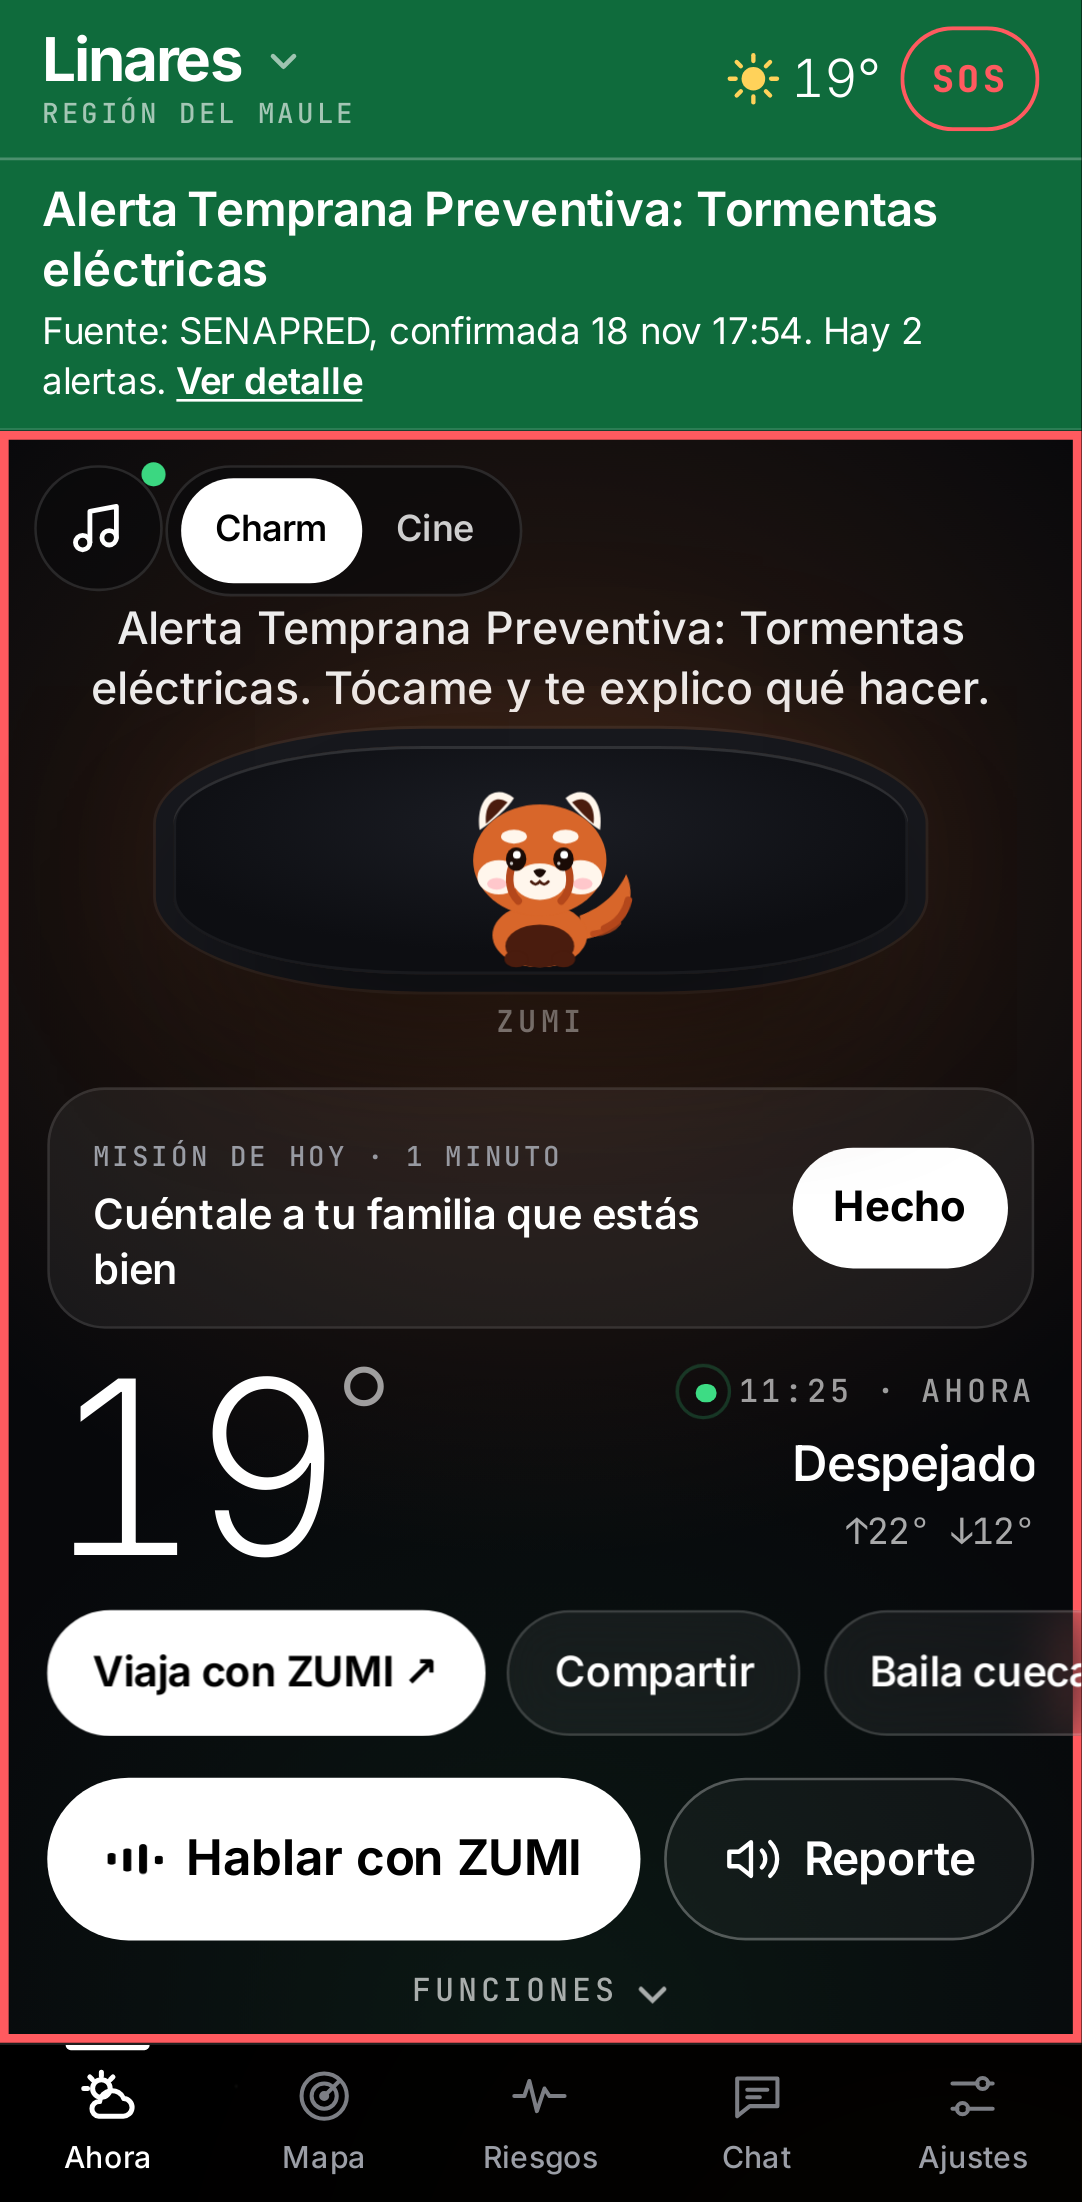 Linares
REGIÓN DEL MAULE
19°
SOS
Alerta Temprana Preventiva: Tormentas
eléctricas
Fuente: SENAPRED, confirmada 18 nov 17:54. Hay 2
alertas. Ver detalle
Charm
Cine
Alerta Temprana Preventiva: Tormentas
eléctricas. Tócame y te explico qué hacer.
ZUMI
MISIÓN DE HOY · 1 MINUTO
Cuéntale a tu familia que estás
bien
Hecho
19°
11:25 · AHORA
Despejado
↑22° ↓12°
Viaja con ZUMI ↗
Compartir
Baila cueca
Hablar con ZUMI
Reporte
FUNCIONES
Ahora
Mapa
Riesgos
Chat
Ajustes